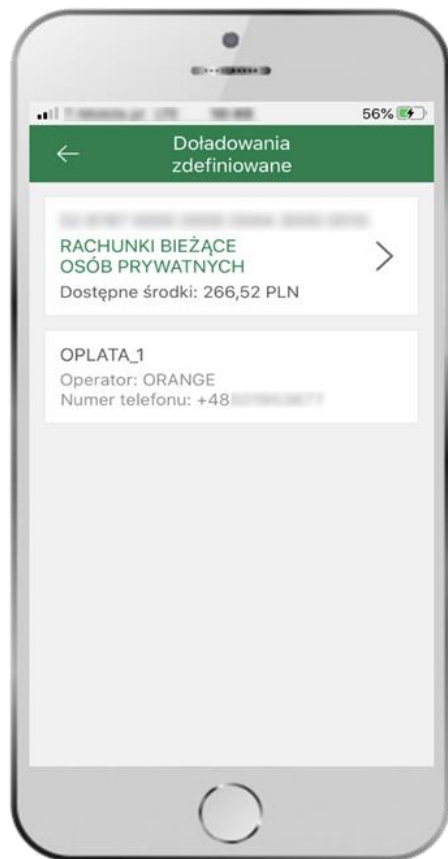 56%
Doładowania
zdefiniowane
RACHUNKI BIEŻĄCE
OSÓB PRYWATNYCH
Dostępne środki: 266,52 PLN
OPLATA_1
Operator: ORANGE
Numer telefonu: +48